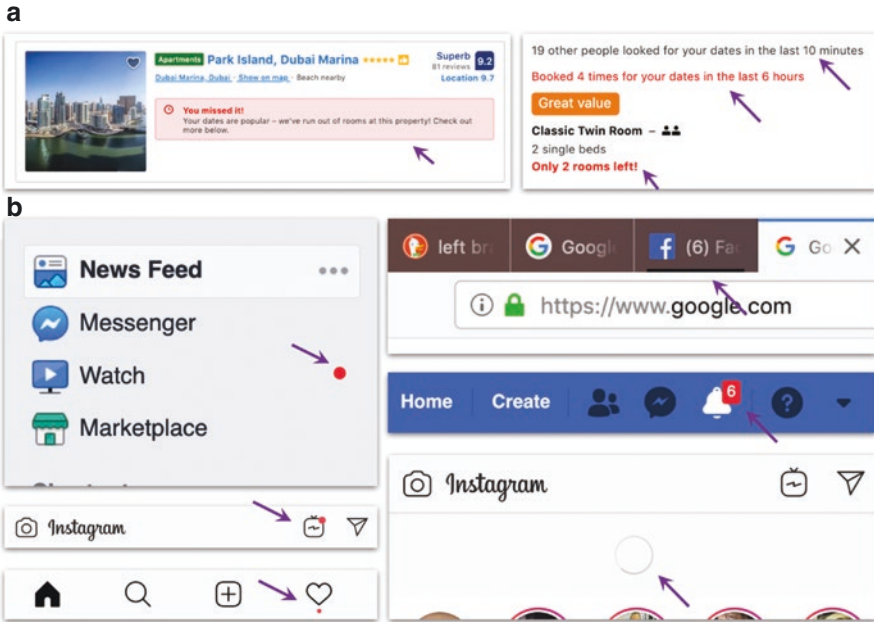 a
Apartments Park Island, Dubai Marina
Superb 9.2
81 reviews
Dubai Marina, Dubai · Show on map · Beach nearby
Location 9.7
You missed it!
Your dates are popular – we've run out of rooms at this property! Check out
more below.
19 other people looked for your dates in the last 10 minutes
Booked 4 times for your dates in the last 6 hours
Great value
Classic Twin Room –
2 single beds
Only 2 rooms left!
b
News Feed
Messenger
Watch
Marketplace
Instagram
left br
Googl
(6) Fac
Go
https://www.google.com
Home Create 6
Instagram